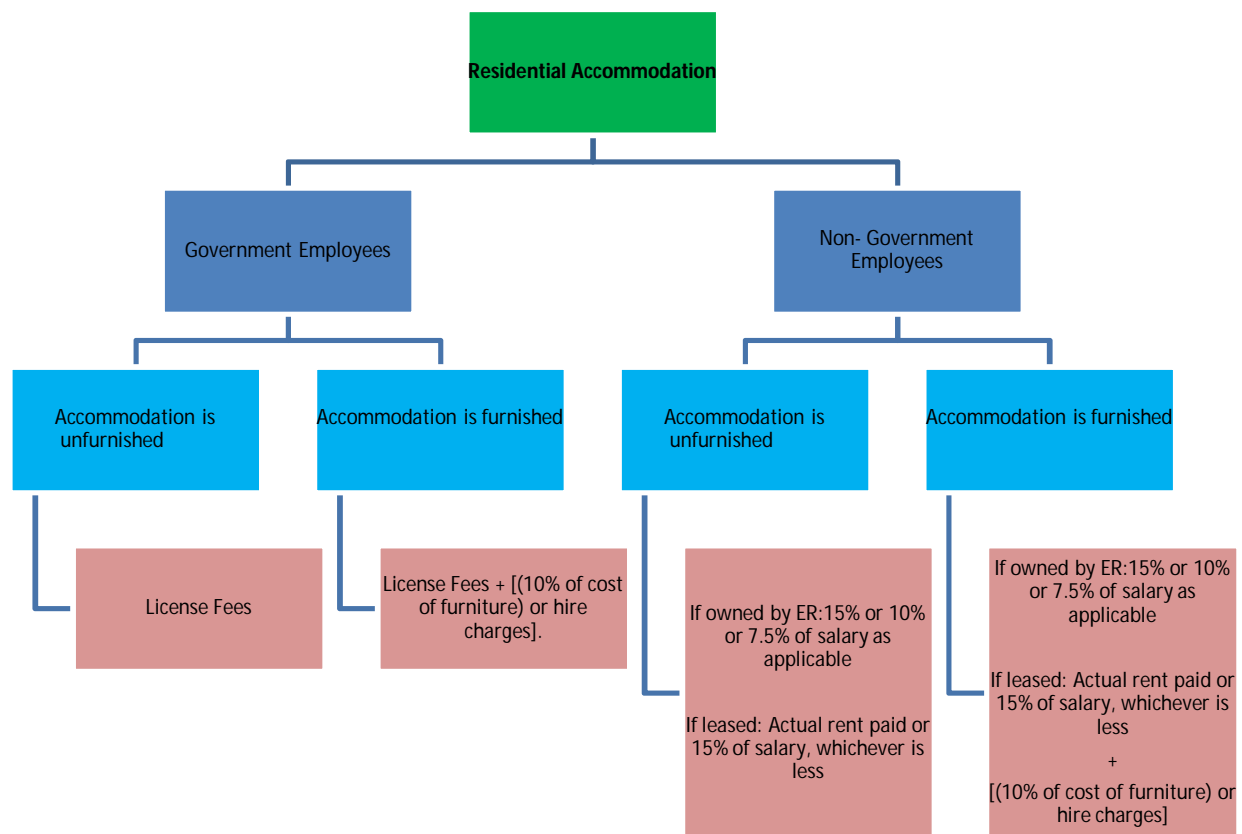 Residential Accommodation
Government Employees
Non- Government
Employees
Accommodation is
unfurnished
Accommodation is furnished
Accommodation is
unfurnished
Accommodation is furnished
License Fees
License Fees + [(10% of cost
of furniture) or hire
charges].
If owned by ER:15% or 10%
or 7.5% of salary as
applicable
If leased: Actual rent paid or
15% of salary, whichever is
less
If owned by ER:15% or 10%
or 7.5% of salary as
applicable
If leased: Actual rent paid or
15% of salary, whichever is
less
+
[(10% of cost of furniture) or
hire charges]